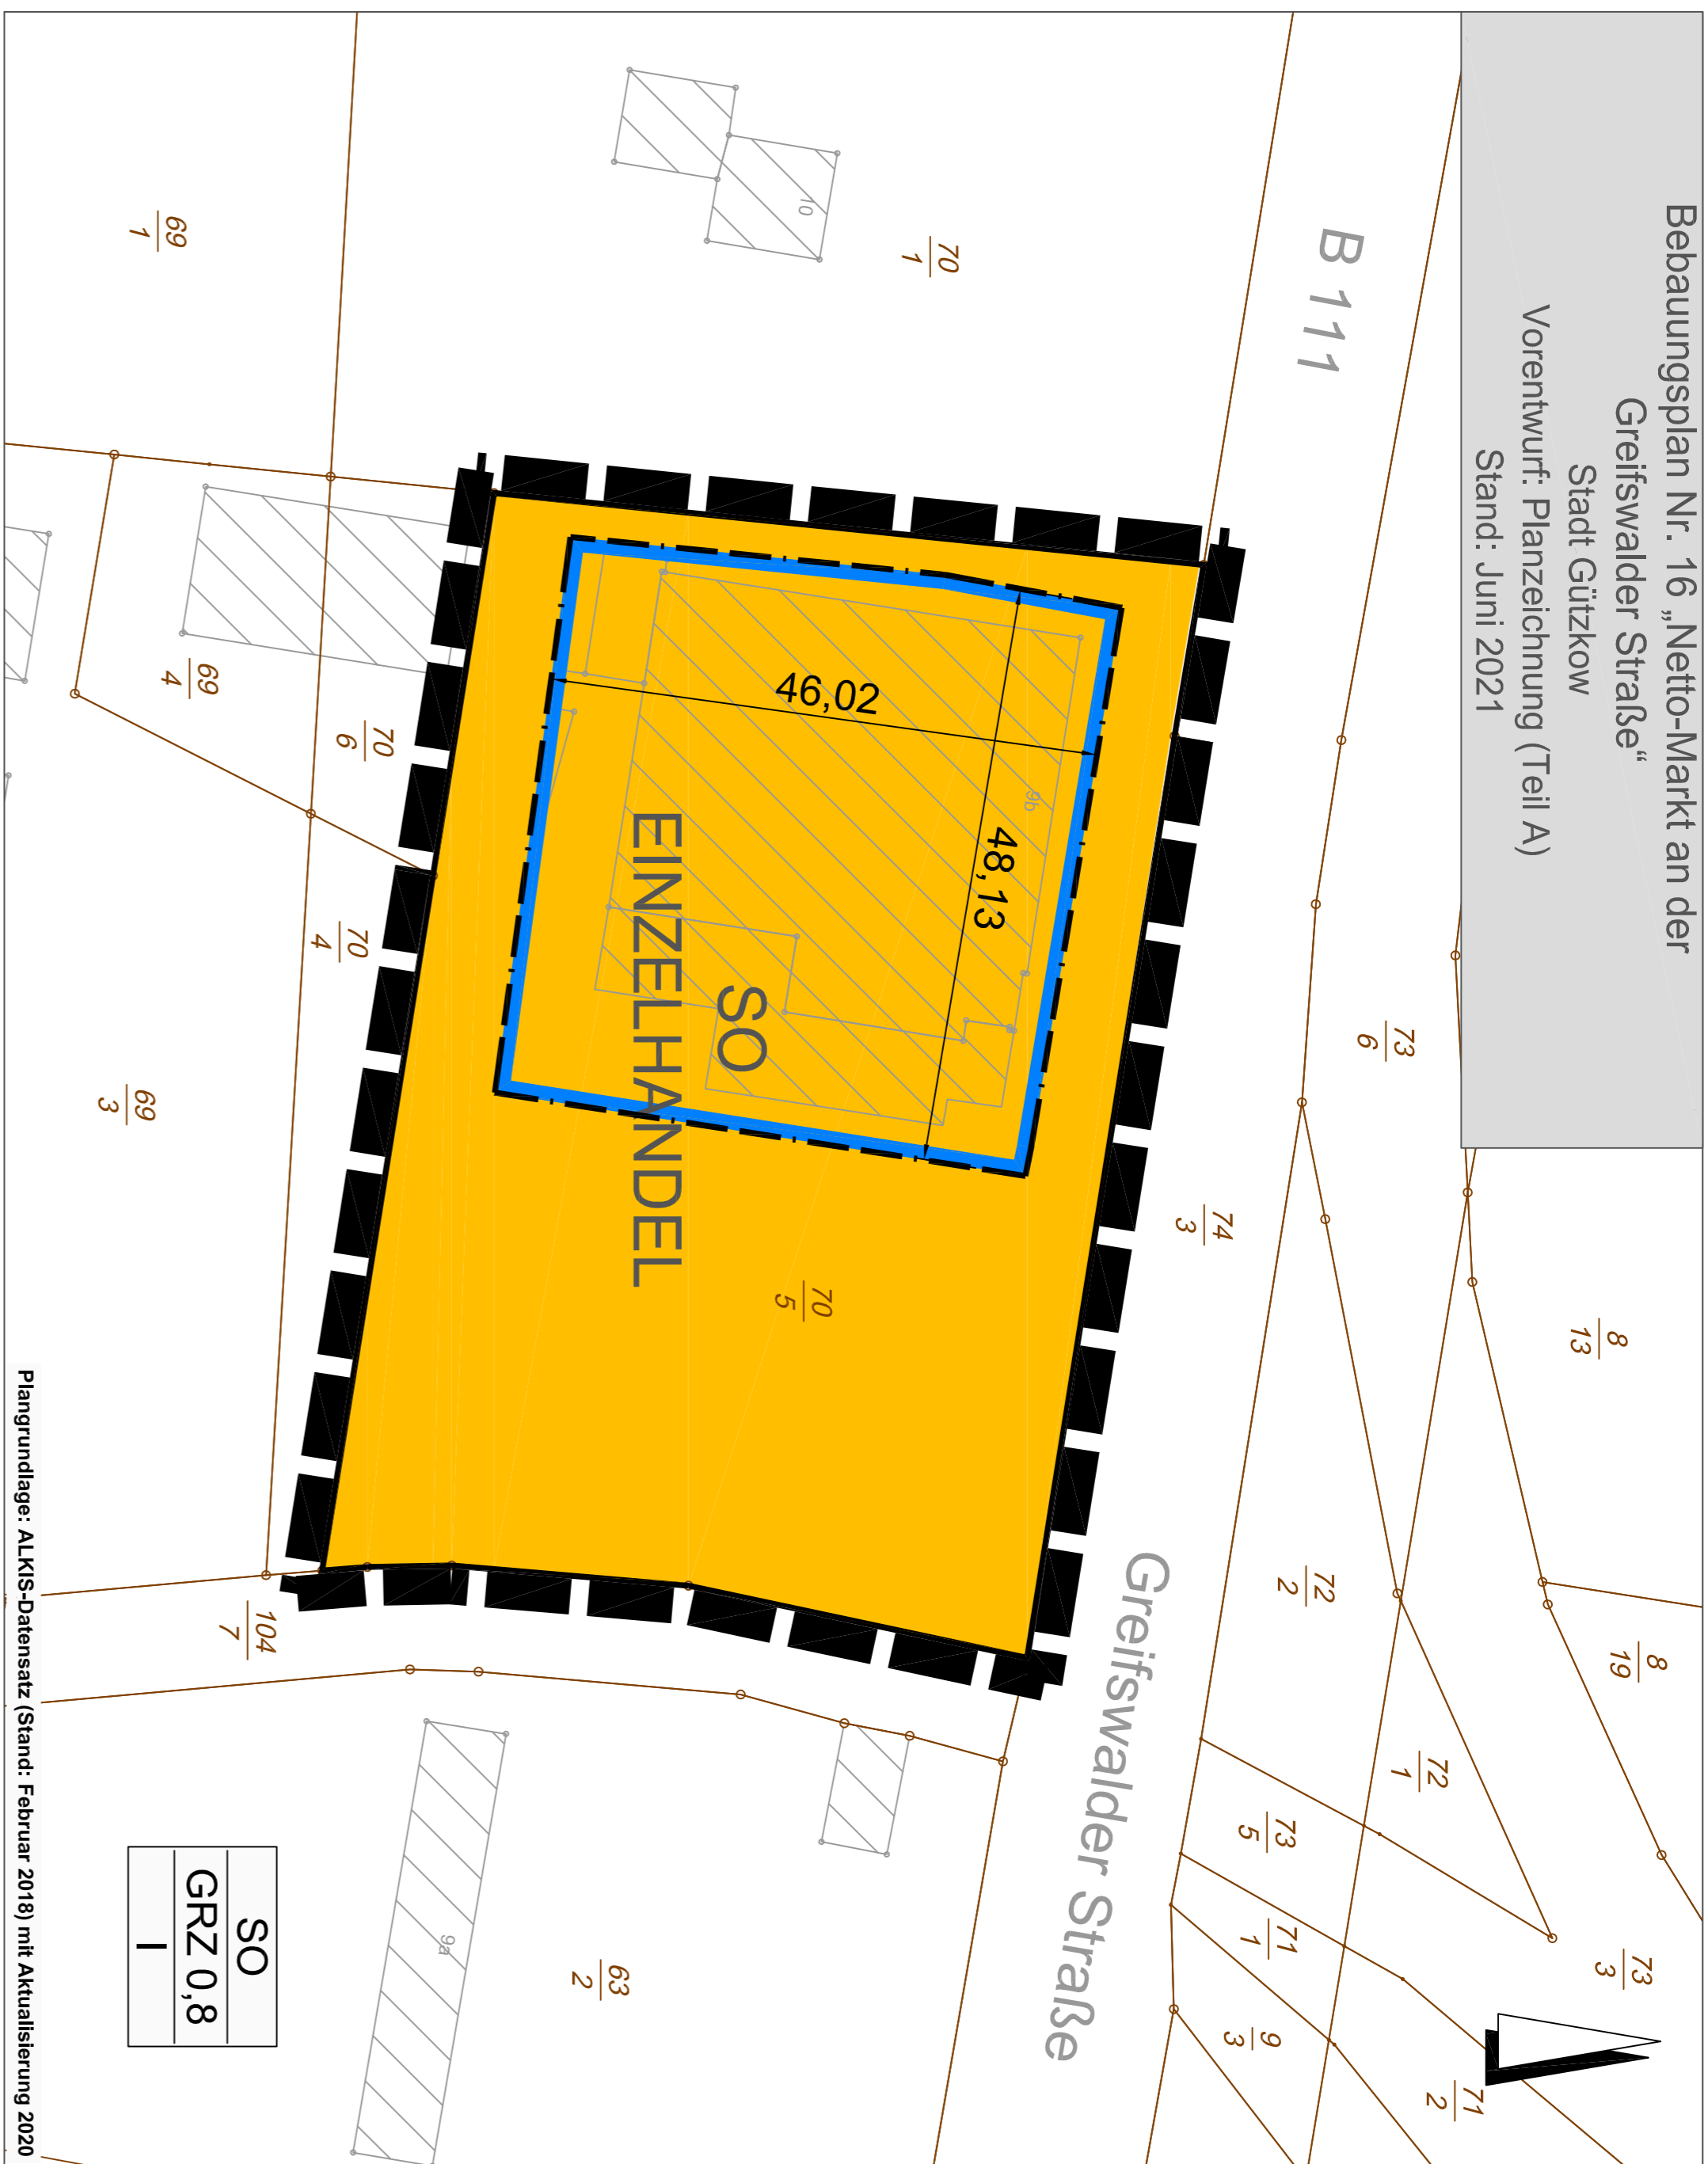 Bebauungsplan Nr. 16 „Netto-Markt an der
Greifswalder Straße“
Stadt Gützkow
Vorentwurf: Planzeichnung (Teil A)
Stand: Juni 2021
B 111
Greifswalder Straße
8
13
8
19
73
6
74
3
72
2
72
1
73
5
71
1
73
3
9
3
71
2
70
1
10
9b
46,02
48,13
SO
EINZELHANDEL
70
5
69
1
69
4
70
6
70
4
69
3
104
7
63
2
9a
SO
GRZ 0,8
I
Plangrundlage: ALKIS-Datensatz (Stand: Februar 2018) mit Aktualisierung 2020